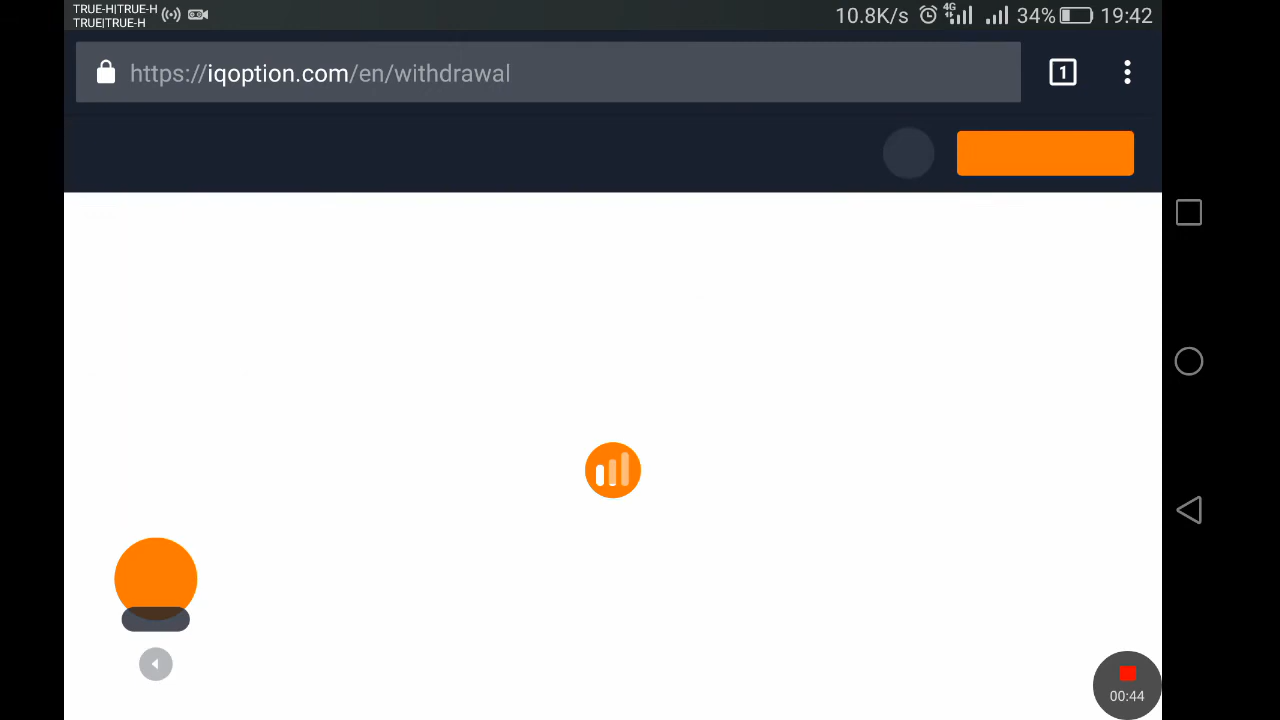 TRUE-H|TRUE-H
TRUE|TRUE-H
10.8K/s 4G 34% 19:42
https://iqoption.com/en/withdrawal 1
00:44